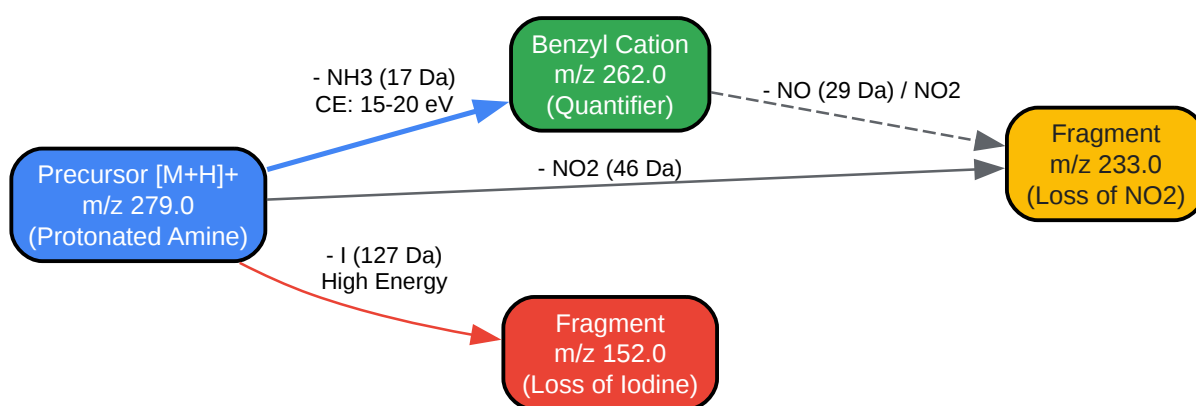 Benzyl Cation
m/z 262.0
(Quantifier)
- NH3 (17 Da)
CE: 15-20 eV
- NO (29 Da) / NO2
Fragment
m/z 233.0
(Loss of NO2)
Precursor [M+H]+
m/z 279.0
(Protonated Amine)
- NO2 (46 Da)
- I (127 Da)
High Energy
Fragment
m/z 152.0
(Loss of Iodine)